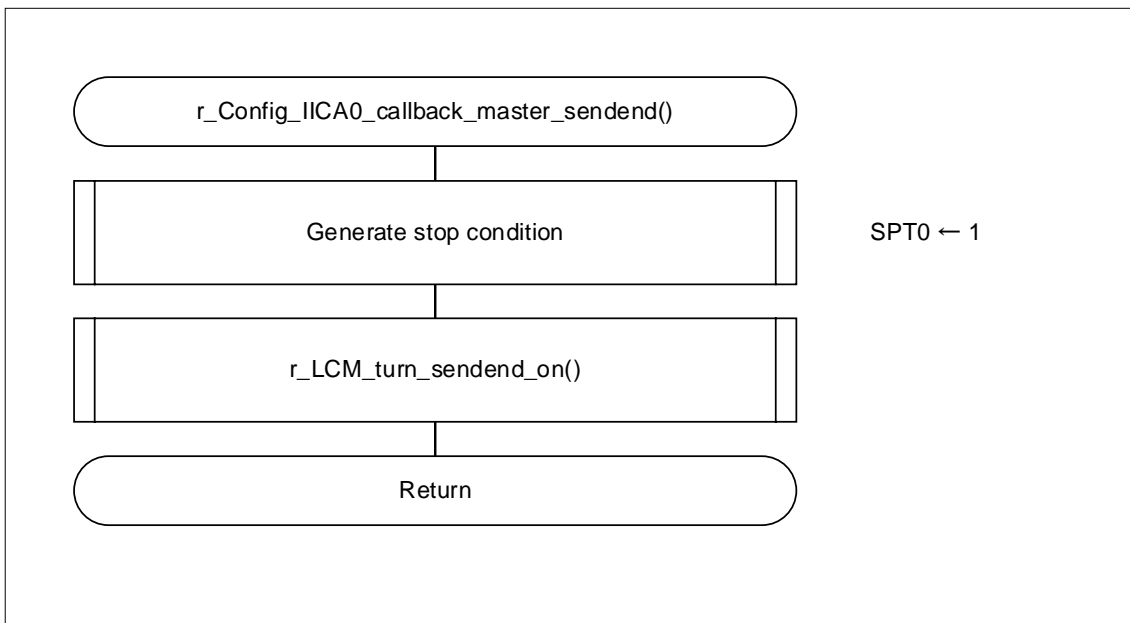 r_Config_IICA0_callback_master_sendend()
Generate stop condition
SPT0 ← 1
r_LCM_turn_sendend_on()
Return